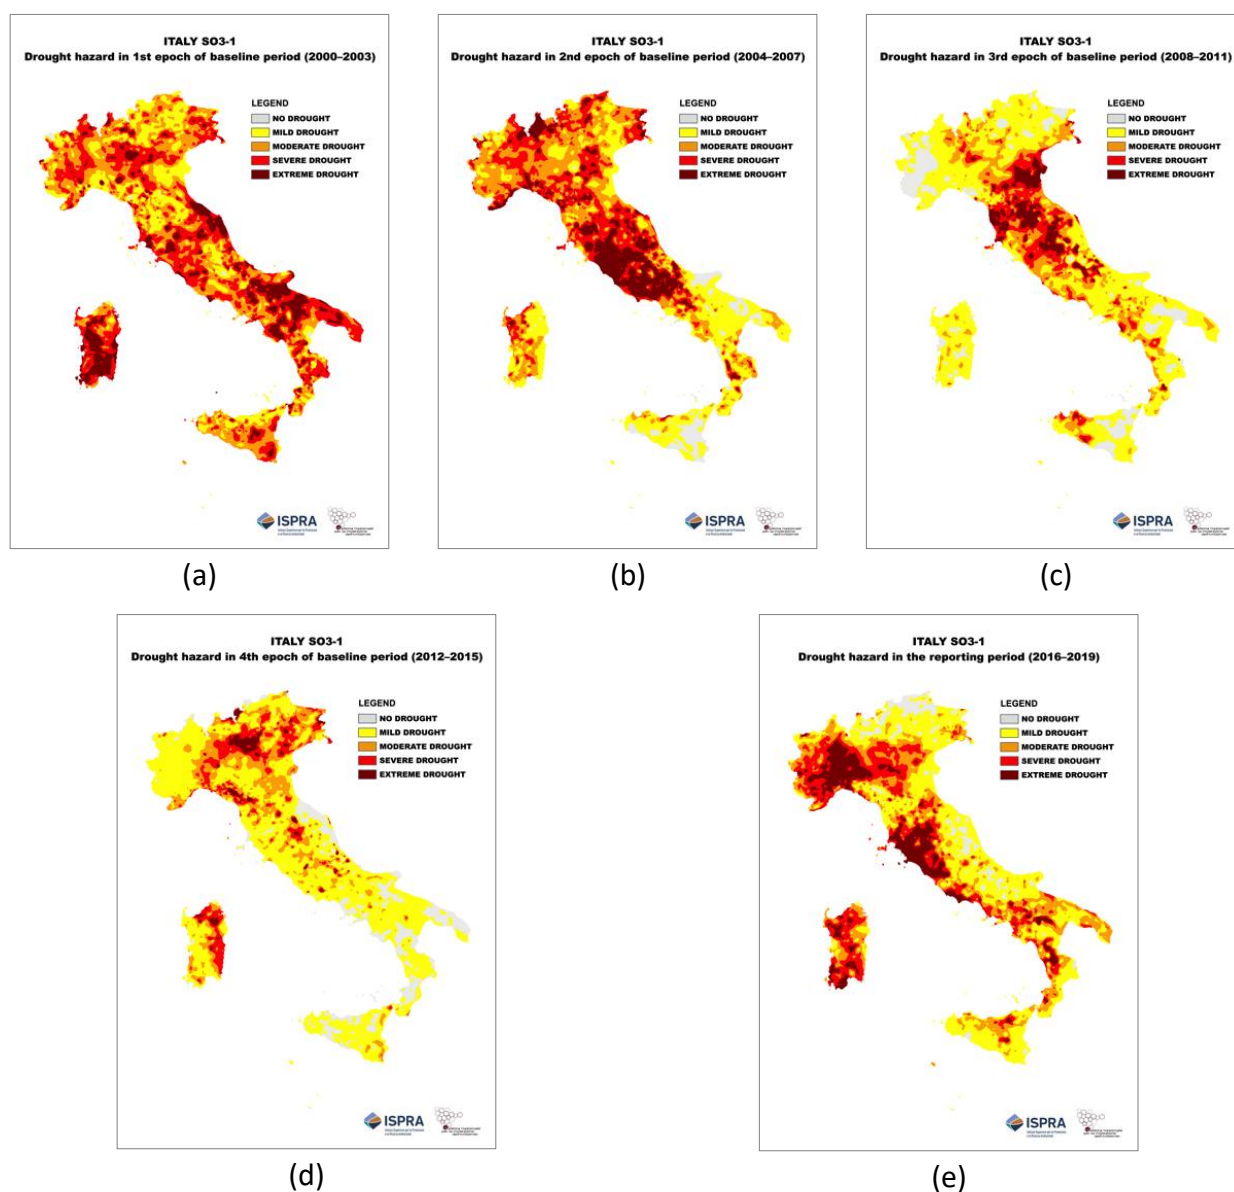 ITALY SO3-1
Drought hazard in 1st epoch of baseline period (2000–2003)
LEGEND
NO DROUGHT
MILD DROUGHT
MODERATE DROUGHT
SEVERE DROUGHT
EXTREME DROUGHT
ISPRA
(a)
ITALY SO3-1
Drought hazard in 2nd epoch of baseline period (2004–2007)
LEGEND
NO DROUGHT
MILD DROUGHT
MODERATE DROUGHT
SEVERE DROUGHT
EXTREME DROUGHT
ISPRA
(b)
ITALY SO3-1
Drought hazard in 3rd epoch of baseline period (2008–2011)
LEGEND
NO DROUGHT
MILD DROUGHT
MODERATE DROUGHT
SEVERE DROUGHT
EXTREME DROUGHT
ISPRA
(c)
ITALY SO3-1
Drought hazard in 4th epoch of baseline period (2012–2015)
LEGEND
NO DROUGHT
MILD DROUGHT
MODERATE DROUGHT
SEVERE DROUGHT
EXTREME DROUGHT
ISPRA
(d)
ITALY SO3-1
Drought hazard in the reporting period (2016–2019)
LEGEND
NO DROUGHT
MILD DROUGHT
MODERATE DROUGHT
SEVERE DROUGHT
EXTREME DROUGHT
ISPRA
(e)